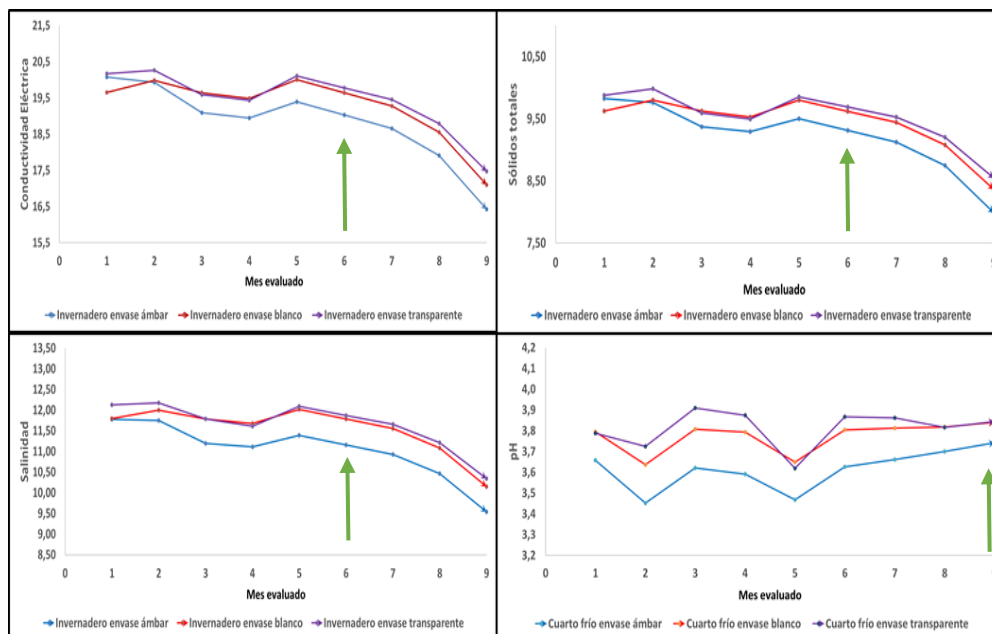 21,5
20,5
19,5
18,5
17,5
16,5
15,5
Conductividad Eléctrica
0 1 2 3 4 5 6 7 8 9
Mes evaluado
Invernadero envase ámbar Invernadero envase blanco Invernadero envase transparente
10,50
9,50
8,50
7,50
Sólidos totales
0 1 2 3 4 5 6 7 8 9
Mes evaluado
Invernadero envase ámbar Invernadero envase blanco Invernadero envase transparente
13,50
13,00
12,50
12,00
11,50
11,00
10,50
10,00
9,50
9,00
8,50
Salinidad
0 1 2 3 4 5 6 7 8 9
Mes evaluado
Invernadero envase ámbar Invernadero envase blanco Invernadero envase transparente
4,2
4,1
4,0
3,9
3,8
3,7
3,6
3,5
3,4
3,3
3,2
pH
0 1 2 3 4 5 6 7 8
Mes evaluado
Cuarto frío envase ámbar Cuarto frío envase blanco Cuarto frío envase transparente